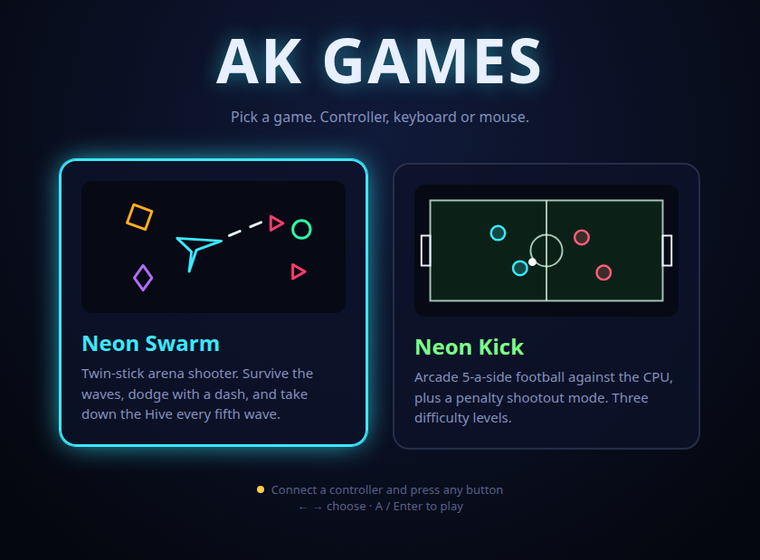 AK GAMES
Pick a game. Controller, keyboard or mouse.
Neon Swarm
Twin-stick arena shooter. Survive the
waves, dodge with a dash, and take
down the Hive every fifth wave.
Neon Kick
Arcade 5-a-side football against the CPU,
plus a penalty shootout mode. Three
difficulty levels.
Connect a controller and press any button
← → choose · A / Enter to play